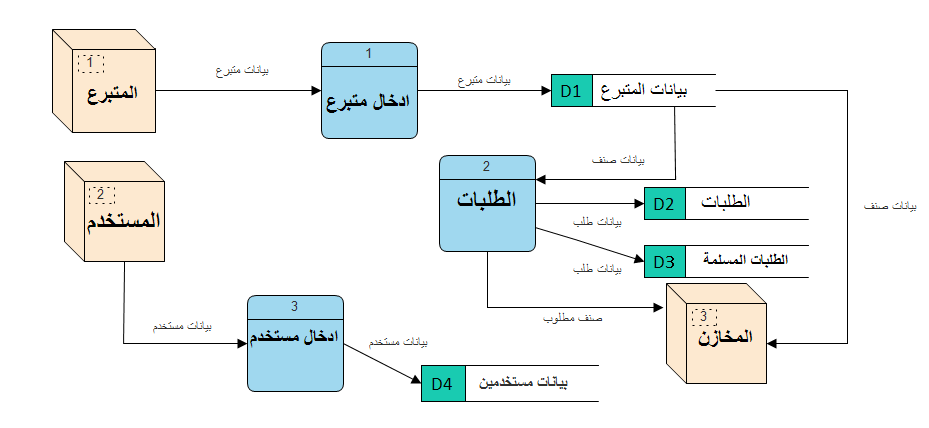 1
المتبرع
بيانات متبرع
1
ادخال متبرع
بيانات متبرع
D1
بيانات المتبرع
2
المستخدم
بيانات صنف
2
الطلبات
D2
الطلبات
بيانات صنف
بيانات طلب
D3
الطلبات المسلمة
بيانات طلب
3
ادخال مستخدم
بيانات مستخدم
صنف مطلوب
3
المخازن
بيانات مستخدم
D4
بيانات مستخدمين